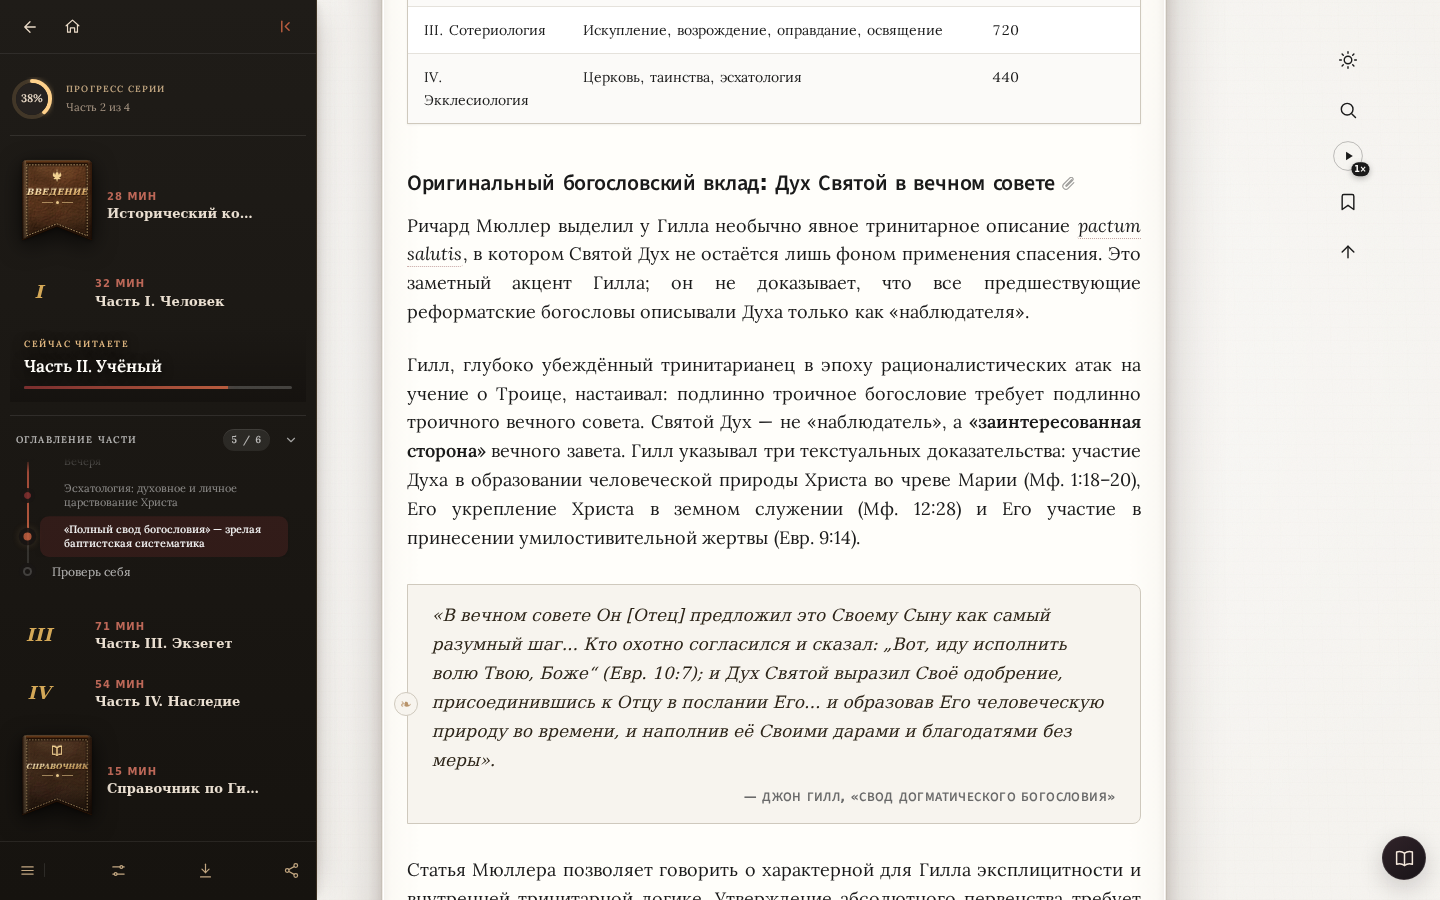 38%
ПРОГРЕСС СЕРИИ
Часть 2 из 4
ВВЕДЕНИЕ
28 МИН
Исторический ко...
I
32 МИН
Часть I. Человек
СЕЙЧАС ЧИТАЕТЕ
Часть II. Учёный
ОГЛАВЛЕНИЕ ЧАСТИ
5 / 6
Вечеря
Эсхатология: духовное и личное
царствование Христа
«Полный свод богословия» — зрелая
баптистская систематика
Проверь себя
III
71 МИН
Часть III. Экзегет
IV
54 МИН
Часть IV. Наследие
СПРАВОЧНИК
15 МИН
Справочник по Ги...
III. Сотериология Искупление, возрождение, оправдание, освящение 720
IV. Церковь, таинства, эсхатология 440
Экклесиология
Оригинальный богословский вклад: Дух Святой в вечном совете
Ричард Мюллер выделил у Гилла необычно явное тринитарное описание pactum
salutis, в котором Святой Дух не остаётся лишь фоном применения спасения. Это
заметный акцент Гилла; он не доказывает, что все предшествующие
реформатские богословы описывали Духа только как «наблюдателя».
Гилл, глубоко убеждённый тринитарианец в эпоху рационалистических атак на
учение о Троице, настаивал: подлинно троичное богословие требует подлинно
троичного вечного совета. Святой Дух — не «наблюдатель», а «заинтересованная
сторона» вечного завета. Гилл указывал три текстуальных доказательства: участие
Духа в образовании человеческой природы Христа во чреве Марии (Мф. 1:18–20),
Его укрепление Христа в земном служении (Мф. 12:28) и Его участие в
принесении умилостивительной жертвы (Евр. 9:14).
«В вечном совете Он [Отец] предложил это Своему Сыну как самый
разумный шаг... Кто охотно согласился и сказал: „Вот, иду исполнить
волю Твою, Боже“ (Евр. 10:7); и Дух Святой выразил Своё одобрение,
присоединившись к Отцу в послании Его... и образовав Его человеческую
природу во времени, и наполнив её Своими дарами и благодатями без
меры».
— ДЖОН ГИЛЛ, «СВОД ДОГМАТИЧЕСКОГО БОГОСЛОВИЯ»
Статья Мюллера позволяет говорить о характерной для Гилла эксплицитности и
внутренней тринитарной логике. Утверждение абсолютного первенства требует
1×